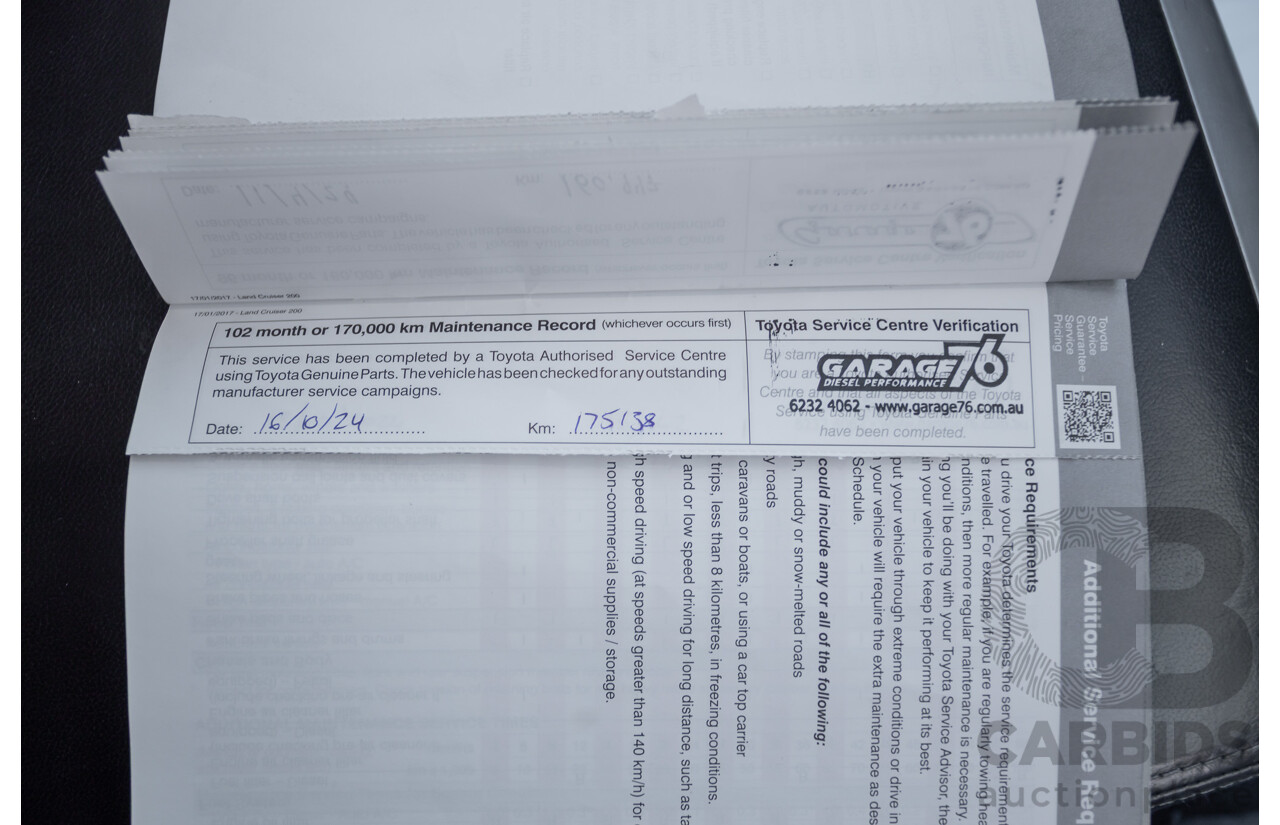 17/01/2017 - Land Cruiser 200
17/01/2017 - Land Cruiser 200
102 month or 170,000 km Maintenance Record (whichever occurs first)
This service has been completed by a Toyota Authorised Service Centre
using Toyota Genuine Parts. The vehicle has been checked for any outstanding
manufacturer service campaigns.
Date: 16/10/24 Km: 175138
Toyota Service Centre Verification
GARAGE76
DIESEL PERFORMANCE
6232 4062 - www.garage76.com.au
have been completed.
Toyota
Service
Guarantee –
Service
Pricing
Additional Service Req
ce Requirements
u drive your Toyota determines the service requirement
e travelled. For example, if you are regularly towing hea
nditions, then more regular maintenance is necessary.
ng you'll be doing with your Toyota Service Advisor, the
in your vehicle to keep it performing at its best.
put your vehicle through extreme conditions or drive in
your vehicle will require the extra maintenance as des
Schedule.
could include any or all of the following:
h, muddy or snow-melted roads
y roads
caravans or boats, or using a car top carrier
t trips, less than 8 kilometres, in freezing conditions.
g and or low speed driving for long distance, such as ta
h speed driving (at speeds greater than 140 km/h) for
non-commercial supplies / storage.
CARBIDS
auction